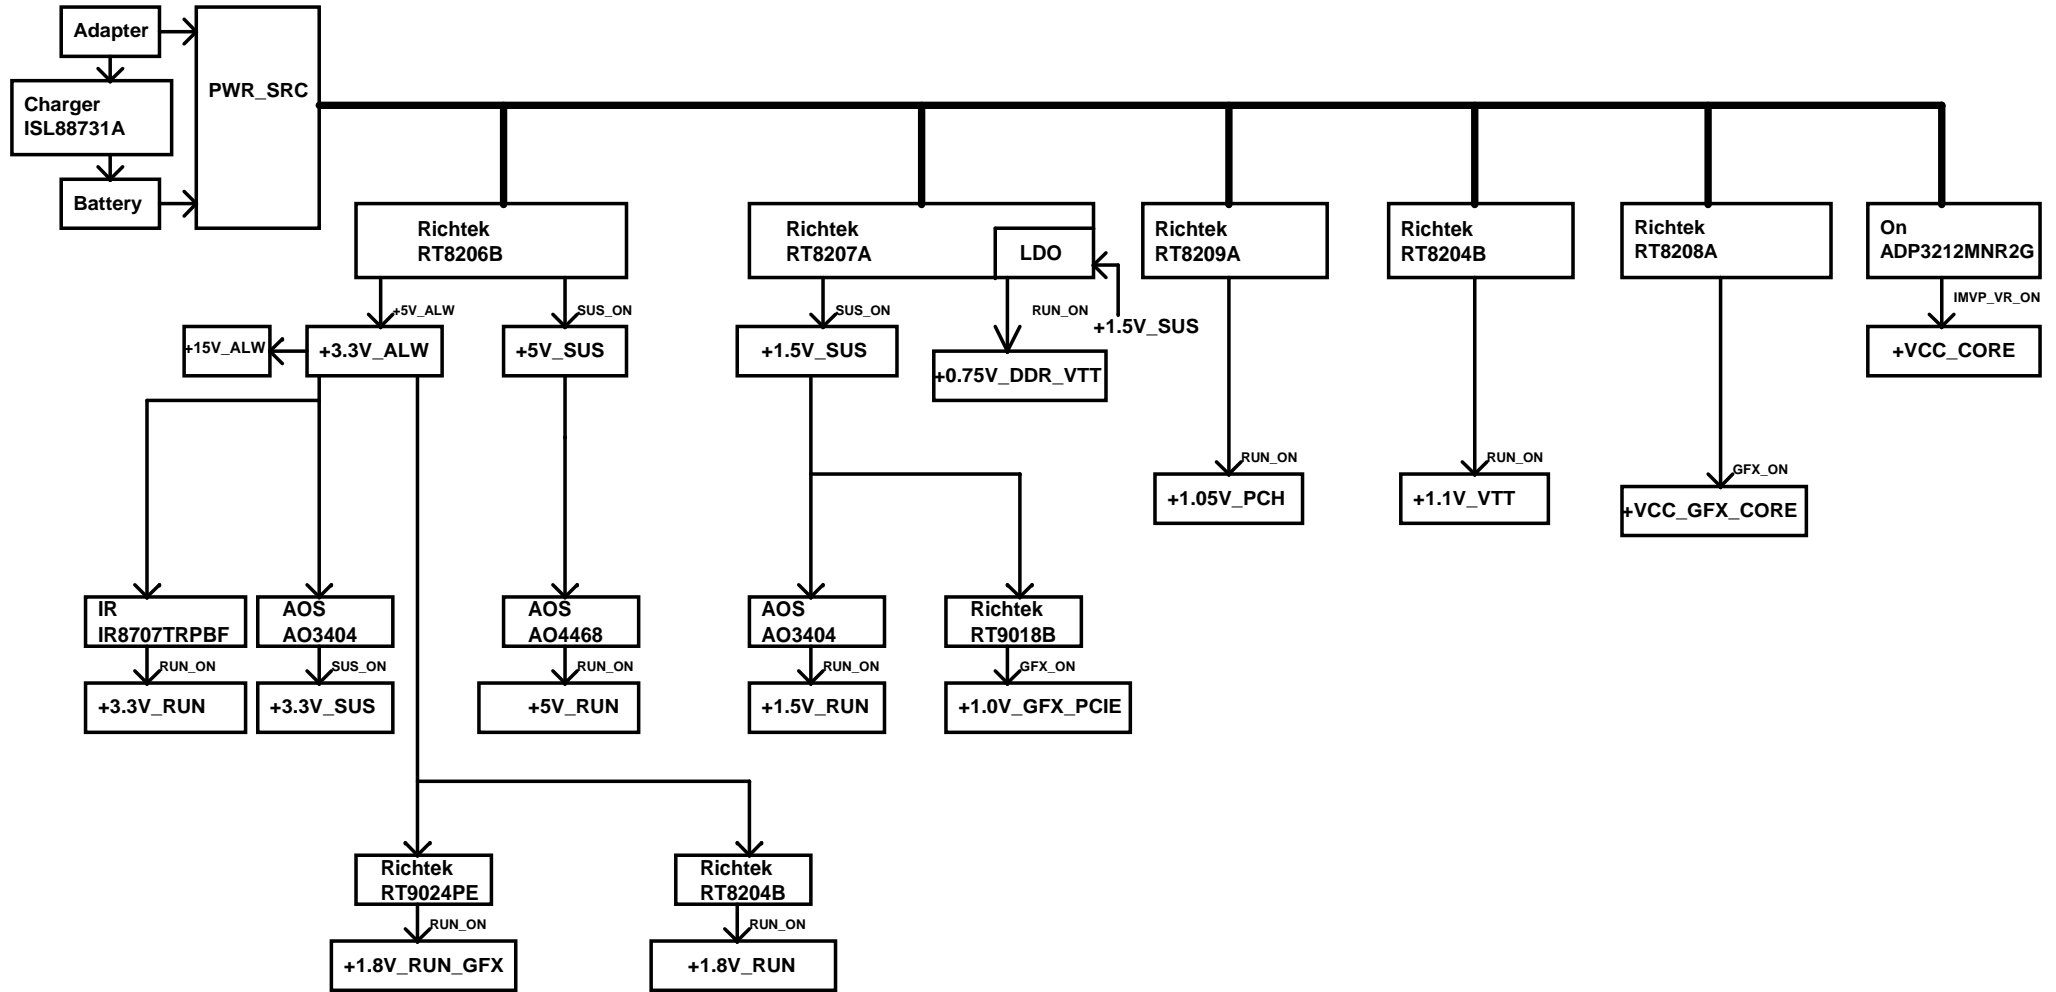 Adapter
PWR_SRC
Charger
ISL88731A
Battery
Richtek
RT8206B
Richtek
RT8207A
LDO
Richtek
RT8209A
Richtek
RT8204B
Richtek
RT8208A
On
ADP3212MNR2G
+5V_ALW
SUS_ON
SUS_ON
RUN_ON
+1.5V_SUS
IMVP_VR_ON
+15V_ALW
+3.3V_ALW
+5V_SUS
+1.5V_SUS
+0.75V_DDR_VTT
+VCC_CORE
RUN_ON
RUN_ON
GFX_ON
+1.05V_PCH
+1.1V_VTT
+VCC_GFX_CORE
IR
IR8707TRPBF
AOS
AO3404
AOS
AO4468
AOS
AO3404
Richtek
RT9018B
RUN_ON
SUS_ON
RUN_ON
RUN_ON
GFX_ON
+3.3V_RUN
+3.3V_SUS
+5V_RUN
+1.5V_RUN
+1.0V_GFX_PCIE
Richtek
RT9024PE
Richtek
RT8204B
RUN_ON
RUN_ON
+1.8V_RUN_GFX
+1.8V_RUN